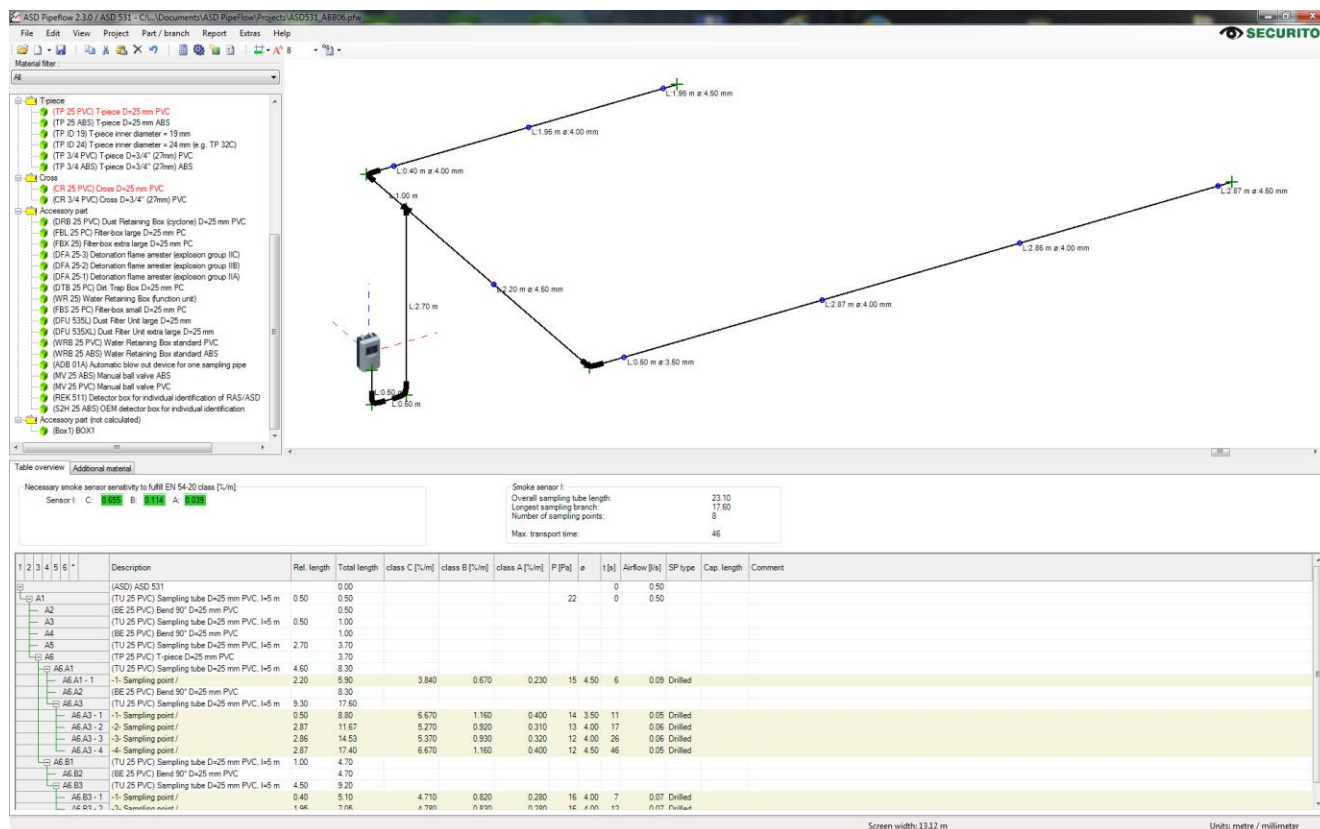 ASD Pipeflow 2.3.0 / ASD 531 - C:\...\Documents\ASD PipeFlow\Projects\ASD531_ABB06.pfw
File Edit View Project Part / branch Report Extras Help
SECURITO
8
Material filter :
All
T-piece
(TP 25 PVC) T-piece D=25 mm PVC
(TP 25 ABS) T-piece D=25 mm ABS
(TP ID 19) T-piece inner diameter = 19 mm
(TP ID 24) T-piece inner diameter = 24 mm (e.g. TP 32C)
(TP 3/4 PVC) T-piece D=3/4" (27mm) PVC
(TP 3/4 ABS) T-piece D=3/4" (27mm) ABS
Cross
(CR 25 PVC) Cross D=25 mm PVC
(CR 3/4 PVC) Cross D=3/4" (27mm) PVC
Accessory part
(DRB 25 PVC) Dust Retaining Box (cyclone) D=25 mm PVC
(FBL 25 PC) Filter-box large D=25 mm PC
(FBX 25) Filter-box extra large D=25 mm PC
(DFA 25-3) Detonation flame arrester (explosion group IIC)
(DFA 25-2) Detonation flame arrester (explosion group IIB)
(DFA 25-1) Detonation flame arrester (explosion group IIA)
(DTB 25 PC) Dirt Trap Box D=25 mm PC
(WR 25) Water Retaining Box (function unit)
(FBS 25 PC) Filter-box small D=25 mm PC
(DFU 535L) Dust Filter Unit large D=25 mm
(DFU 535XL) Dust Filter Unit extra large D=25 mm
(WRB 25 PVC) Water Retaining Box standard PVC
(WRB 25 ABS) Water Retaining Box standard ABS
(ADB 01A) Automatic blow out device for one sampling pipe
(MV 25 ABS) Manual ball valve ABS
(MV 25 PVC) Manual ball valve PVC
(REK 511) Detector box for individual identification of RAS/ASD
(S2H 25 ABS) OEM detector box for individual identification
Accessory part (not calculated)
(Box1) BOX1
L:1.95 m ø:4.50 mm
L:1.95 m ø:4.00 mm
L:0.40 m ø:4.00 mm
L:1.00 m
L:2.87 m ø:4.50 mm
L:2.86 m ø:4.00 mm
L:2.20 m ø:4.50 mm
L:2.87 m ø:4.00 mm
L:2.70 m
L:0.50 m ø:3.50 mm
L:0.50 m
L:0.50 m
Table overview Additional material
Necessary smoke sensor sensitivity to fulfill EN 54-20 class [%/m]:
Sensor I: C: 0.655 B: 0.114 A: 0.039
Smoke sensor I:
Overall sampling tube length: 23.10
Longest sampling branch: 17.60
Number of sampling points: 8
Max. transport time: 46
1 2 3 4 5 6 * Description Rel. length Total length class C [%/m] class B [%/m] class A [%/m] P [Pa] ø t [s] Airflow [l/s] SP type Cap. length Comment
(ASD) ASD 531 0.00 0 0.50
A1 (TU 25 PVC) Sampling tube D=25 mm PVC, l=5 m 0.50 0.50 22 0 0.50
A2 (BE 25 PVC) Bend 90° D=25 mm PVC 0.50
A3 (TU 25 PVC) Sampling tube D=25 mm PVC, l=5 m 0.50 1.00
A4 (BE 25 PVC) Bend 90° D=25 mm PVC 1.00
A5 (TU 25 PVC) Sampling tube D=25 mm PVC, l=5 m 2.70 3.70
A6 (TP 25 PVC) T-piece D=25 mm PVC 3.70
A6.A1 (TU 25 PVC) Sampling tube D=25 mm PVC, l=5 m 4.60 8.30
A6.A1 - 1 -1- Sampling point / 2.20 5.90 3.840 0.670 0.230 15 4.50 6 0.09 Drilled
A6.A2 (BE 25 PVC) Bend 90° D=25 mm PVC 8.30
A6.A3 (TU 25 PVC) Sampling tube D=25 mm PVC, l=5 m 9.30 17.60
A6.A3 - 1 -1- Sampling point / 0.50 8.80 6.670 1.160 0.400 14 3.50 11 0.05 Drilled
A6.A3 - 2 -2- Sampling point / 2.87 11.67 5.270 0.920 0.310 13 4.00 17 0.06 Drilled
A6.A3 - 3 -3- Sampling point / 2.86 14.53 5.370 0.930 0.320 12 4.00 26 0.06 Drilled
A6.A3 - 4 -4- Sampling point / 2.87 17.40 6.670 1.160 0.400 12 4.50 46 0.05 Drilled
A6.B1 (TU 25 PVC) Sampling tube D=25 mm PVC, l=5 m 1.00 4.70
A6.B2 (BE 25 PVC) Bend 90° D=25 mm PVC 4.70
A6.B3 (TU 25 PVC) Sampling tube D=25 mm PVC, l=5 m 4.50 9.20
A6.B3 - 1 -1- Sampling point / 0.40 5.10 4.710 0.820 0.280 16 4.00 7 0.07 Drilled
A6.B3 - 2 -2- Sampling point / 1.95 7.05 4.780 0.830 0.280 16 4.00 12 0.07 Drilled
Screen width: 13.12 m Units: metre / millimeter